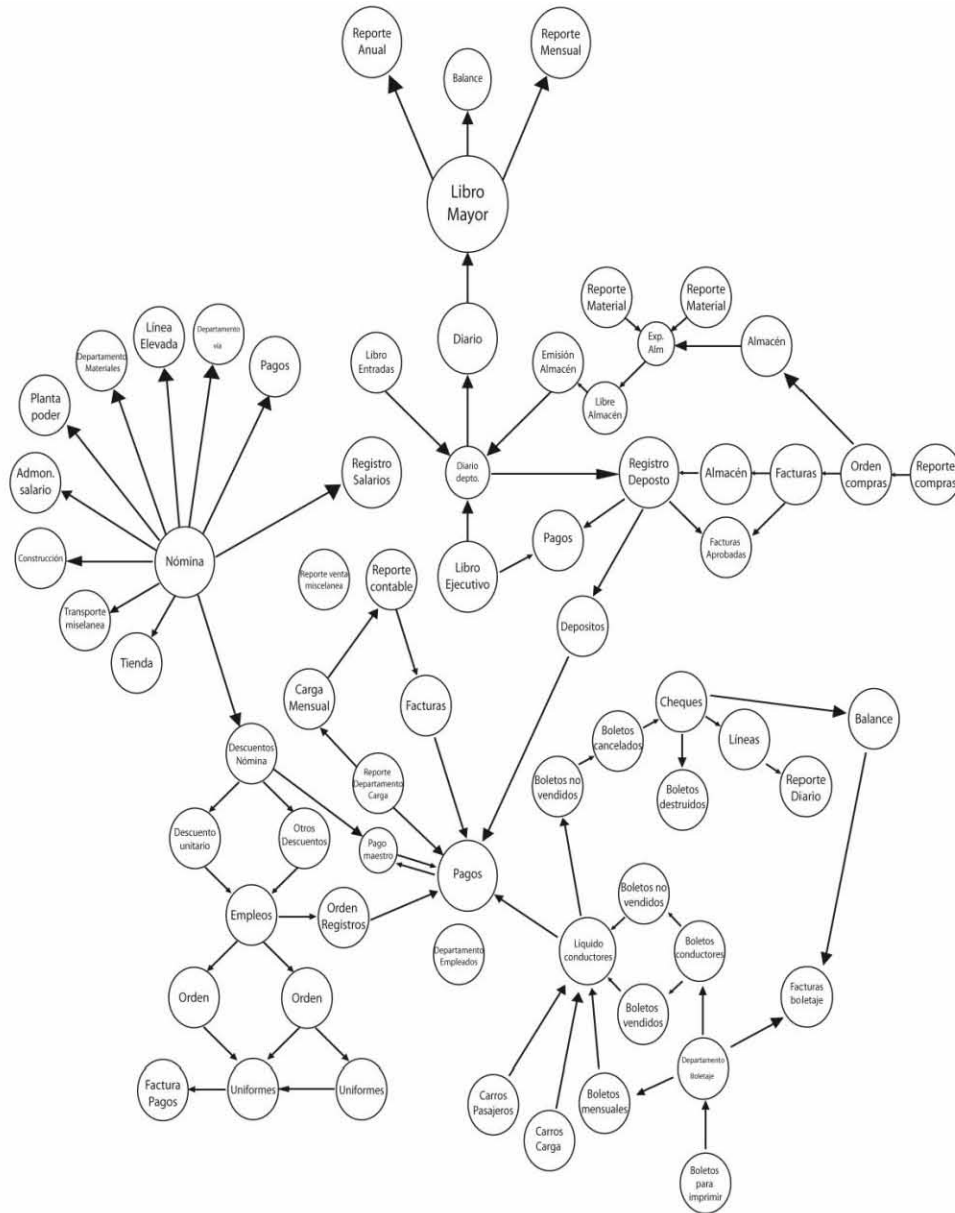 Reporte
Anual
Balance
Reporte
Mensual
Libro
Mayor
Diario
Libro
Entradas
Emisión
Almacén
Reporte
Material
Reporte
Material
Exp.
Alm
Libre
Almacén
Almacén
Línea
Elevada
Departamento
vía
Departamento
Materiales
Pagos
Planta
poder
Admon.
salario
Registro
Salarios
Construcción
Nómina
Transporte
miselanea
Tienda
Diario
depto.
Registro
Deposto
Almacén
Facturas
Orden
compras
Reporte
compras
Pagos
Facturas
Aprobadas
Libro
Ejecutivo
Reporte venta
miscelanea
Reporte
contable
Depositos
Carga
Mensual
Facturas
Cheques
Balance
Boletos
cancelados
Líneas
Descuentos
Nómina
Reporte
Departamento
Carga
Boletos no
vendidos
Boletos
destruidos
Reporte
Diario
Descuento
unitario
Otros
Descuentos
Pago
maestro
Pagos
Empleos
Orden
Registros
Departamento
Empleados
Liquido
conductores
Boletos no
vendidos
Boletos
conductores
Boletos
vendidos
Facturas
boletaje
Orden
Orden
Departamento
Boletaje
Factura
Pagos
Uniformes
Uniformes
Carros
Pasajeros
Carros
Carga
Boletos
mensuales
Boletos
para
imprimir